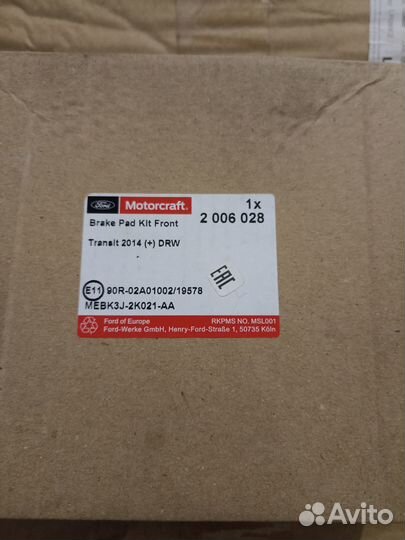 Ford Motorcraft. 1x
Brake Pad Kit Front 2 006 028
Transit 2014 (+) DRW
EAC
E11 90R-02A01002/19578
MEBK3J-2K021-AA
Ford of Europe RKPMS NO. MSL001
Ford-Werke GmbH, Henry-Ford-Straße 1, 50735 Köln
Avito